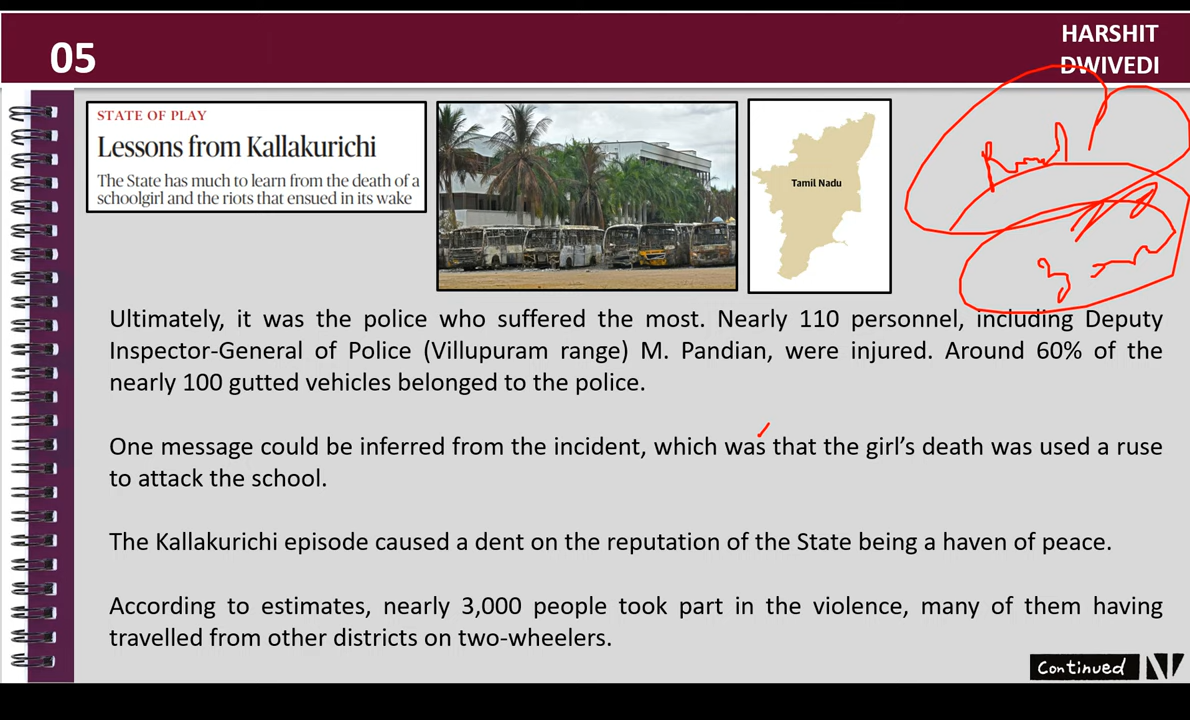 05
HARSHIT
DWIVEDI
STATE OF PLAY
Lessons from Kallakurichi
The State has much to learn from the death of a
schoolgirl and the riots that ensued in its wake
Tamil Nadu
Ultimately, it was the police who suffered the most. Nearly 110 personnel, including Deputy
Inspector-General of Police (Villupuram range) M. Pandian, were injured. Around 60% of the
nearly 100 gutted vehicles belonged to the police.
One message could be inferred from the incident, which was that the girl’s death was used a ruse
to attack the school.
The Kallakurichi episode caused a dent on the reputation of the State being a haven of peace.
According to estimates, nearly 3,000 people took part in the violence, many of them having
travelled from other districts on two-wheelers.
Continued